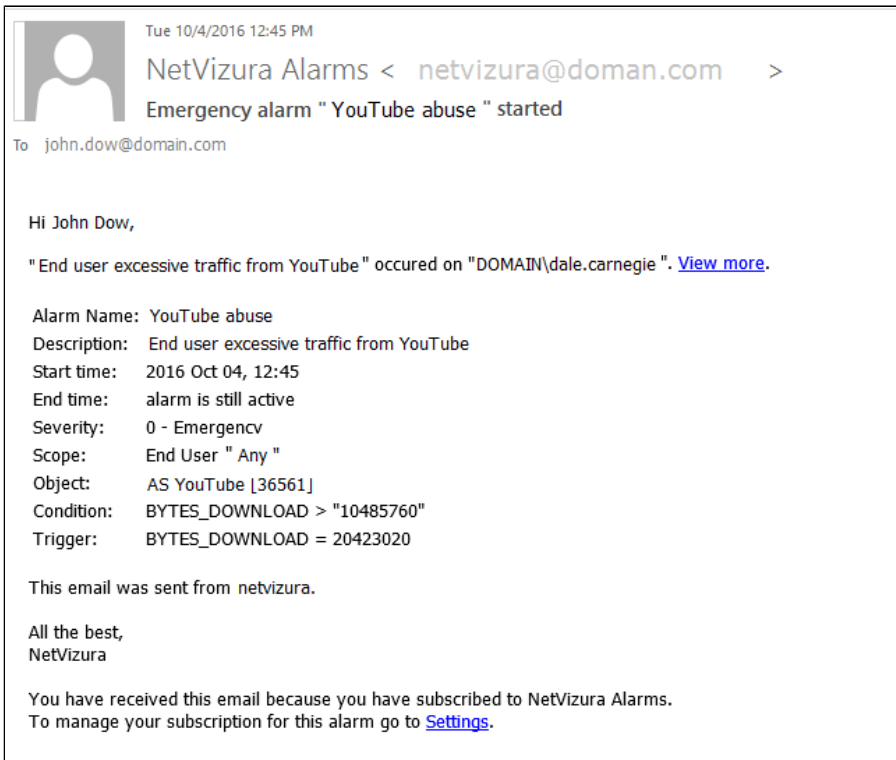 Tue 10/4/2016 12:45 PM
NetVizura Alarms < netvizura@doman.com >
Emergency alarm " YouTube abuse " started
To john.dow@domain.com
Hi John Dow,
"End user excessive traffic from YouTube" occured on "DOMAIN\dale.carnegie ". View more.
Alarm Name: YouTube abuse
Description: End user excessive traffic from YouTube
Start time: 2016 Oct 04, 12:45
End time: alarm is still active
Severity: 0 - Emergencv
Scope: End User " Any "
Object: AS YouTube [36561]
Condition: BYTES_DOWNLOAD > "10485760"
Trigger: BYTES_DOWNLOAD = 20423020
This email was sent from netvizura.
All the best,
NetVizura
You have received this email because you have subscribed to NetVizura Alarms.
To manage your subscription for this alarm go to Settings.